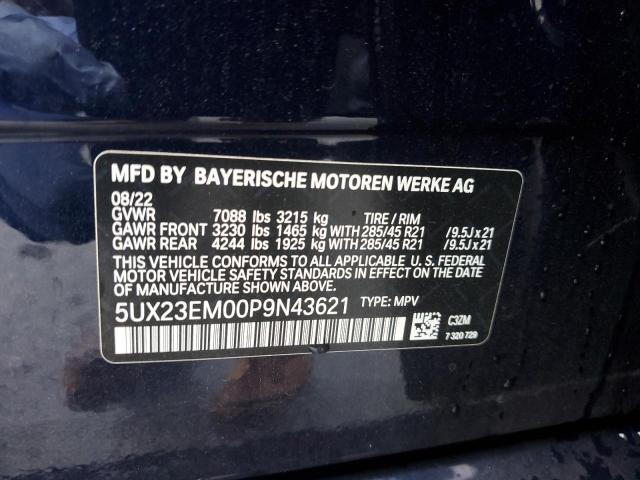 MFD BY BAYERISCHE MOTOREN WERKE AG
08/22
GVWR 7088 lbs 3215 kg TIRE / RIM
GAWR FRONT 3230 lbs 1465 kg WITH 285/45 R21 /9.5J x 21
GAWR REAR 4244 lbs 1925 kg WITH 285/45 R21 /9.5J x 21
THIS VEHICLE CONFORMS TO ALL APPLICABLE U. S. FEDERAL
MOTOR VEHICLE SAFETY STANDARDS IN EFFECT ON THE DATE
OF MANUFACTURE SHOWN ABOVE.
5UX23EM00P9N43621 TYPE: MPV
C3ZM
7 320 729